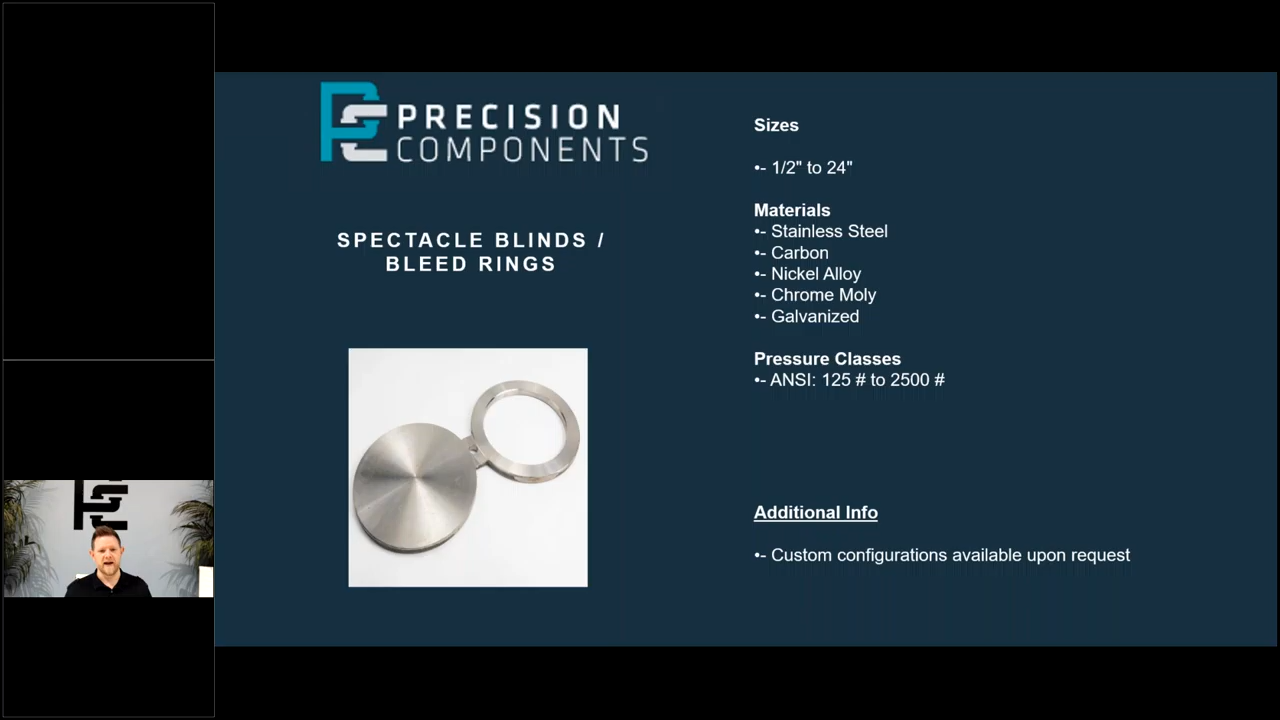 PRECISION
COMPONENTS
SPECTACLE BLINDS /
BLEED RINGS
Sizes
•- 1/2" to 24"
Materials
•- Stainless Steel
•- Carbon
•- Nickel Alloy
•- Chrome Moly
•- Galvanized
Pressure Classes
•- ANSI: 125 # to 2500 #
Additional Info
•- Custom configurations available upon request